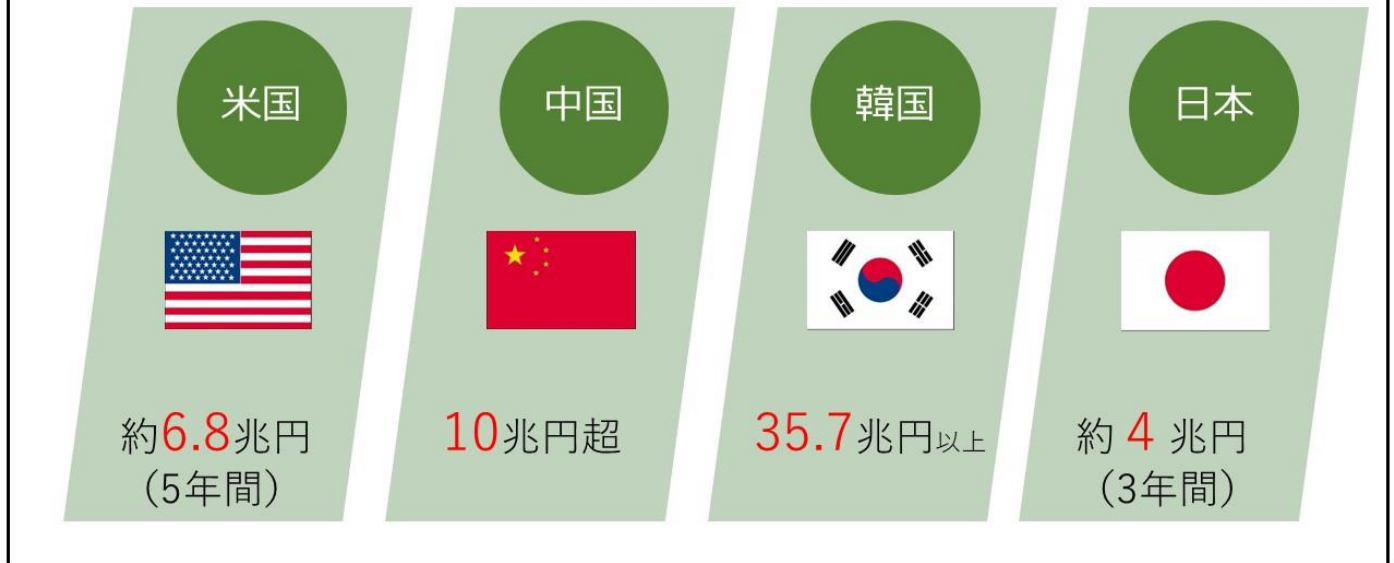 米国
中国
韓国
日本
約6.8兆円
(5年間)
10兆円超
35.7兆円以上
約 4 兆円
(3年間)